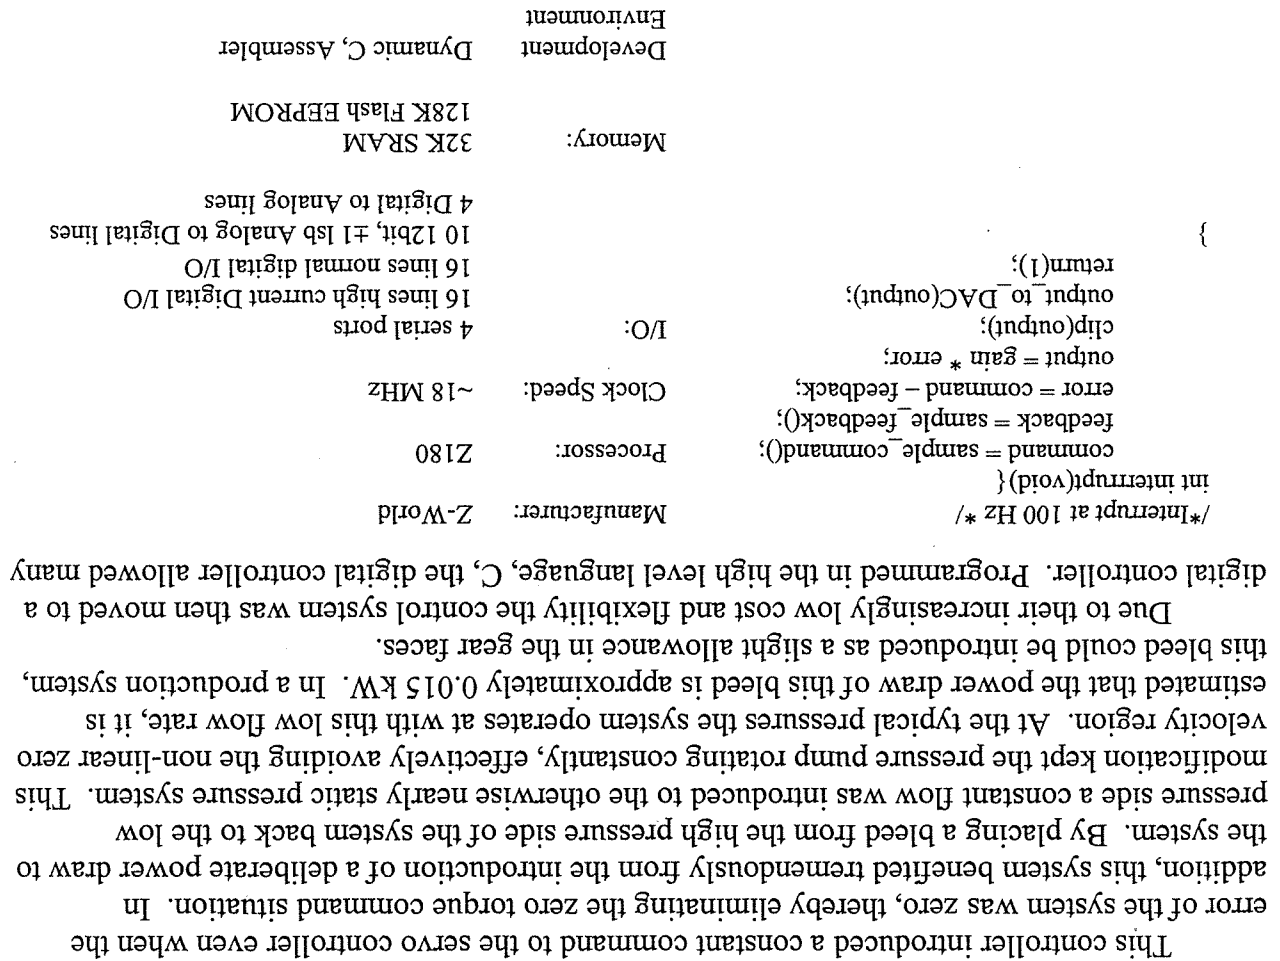 This controller introduced a constant command to the servo controller even when the
error of the system was zero, thereby eliminating the zero torque command situation. In
addition, this system benefited tremendously from the introduction of a deliberate power draw to
the system. By placing a bleed from the high pressure side of the system back to the low
pressure side a constant flow was introduced to the otherwise nearly static pressure system. This
modification kept the pressure pump rotating constantly, effectively avoiding the non-linear zero
velocity region. At the typical pressures the system operates at with this low flow rate, it is
estimated that the power draw of this bleed is approximately 0.015 kW. In a production system,
this bleed could be introduced as a slight allowance in the gear faces.
Due to their increasingly low cost and flexibility the control system was then moved to a
digital controller. Programmed in the high level language, C, the digital controller allowed many
/*Interrupt at 100 Hz */
int interrupt(void){
command = sample_command();
feedback = sample_feedback();
error = command – feedback;
output = gain * error;
clip(output);
output_to_DAC(output);
return(1);
}
Manufacturer: Z-World
Processor: Z180
Clock Speed: ~18 MHz
I/O: 4 serial ports
16 lines high current Digital I/O
16 lines normal digital I/O
10 12bit, ±1 lsb Analog to Digital lines
4 Digital to Analog lines
Memory: 32K SRAM
128K Flash EEPROM
Development Dynamic C, Assembler
Environment